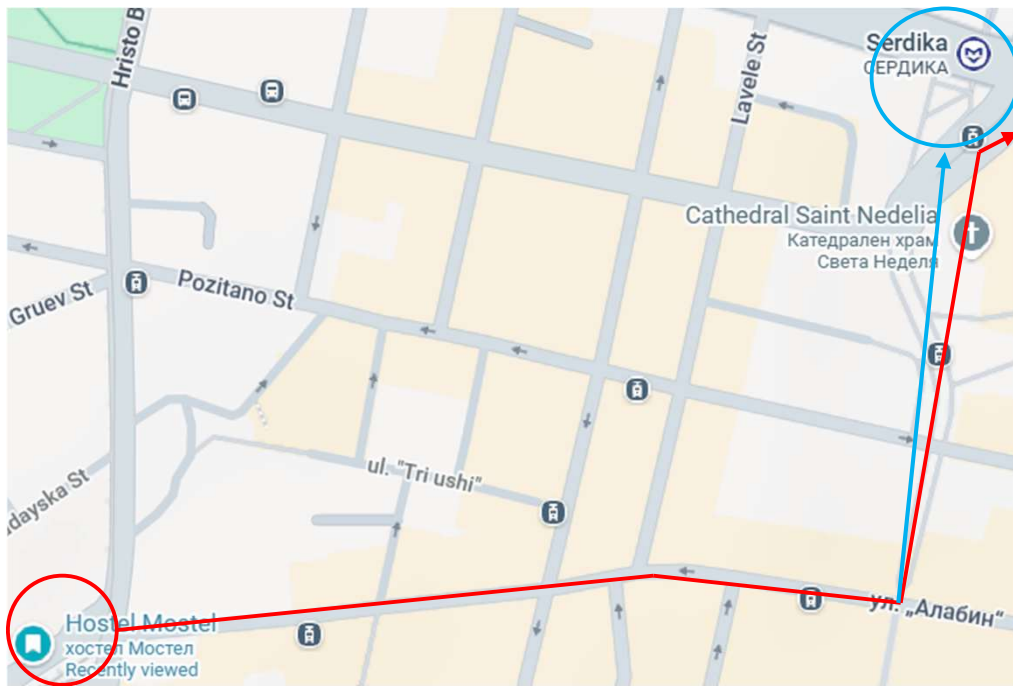 Hristo B
Lavele St
Serdika
СЕРДИКА
Cathedral Saint Nedelia
Катедрален храм
Света Неделя
Gruev St
Pozitano St
ul. "Tri ushi"
dayska St
Hostel Mostel
хостел Мостел
Recently viewed
ул. „Алабин“